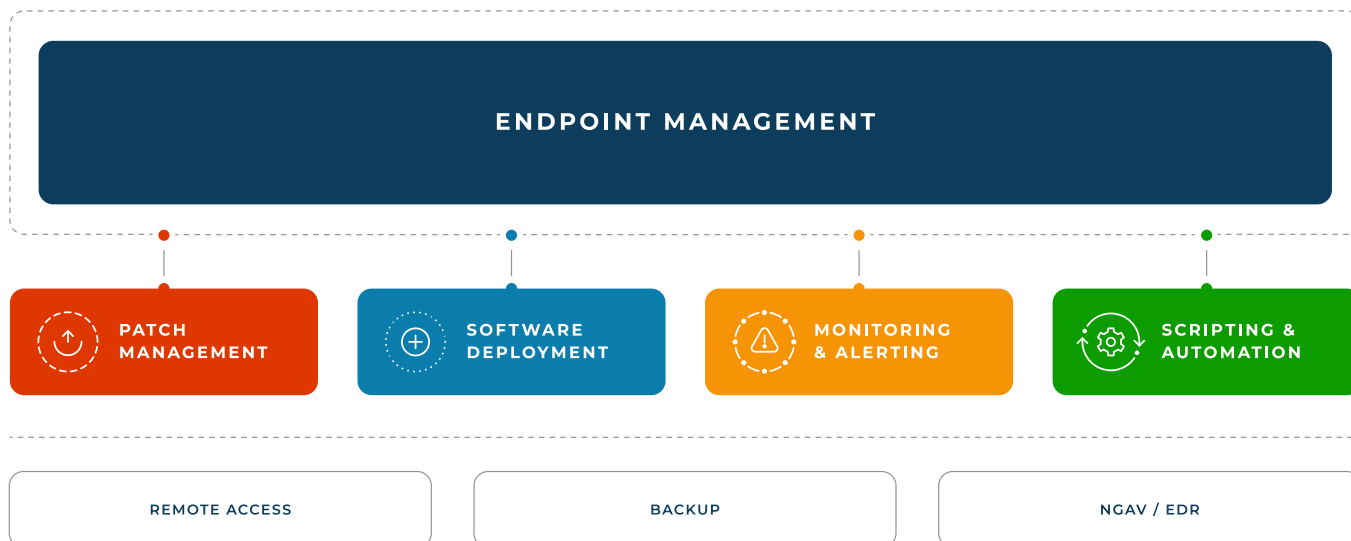 ENDPOINT MANAGEMENT
PATCH
MANAGEMENT
SOFTWARE
DEPLOYMENT
MONITORING
& ALERTING
SCRIPTING &
AUTOMATION
REMOTE ACCESS
BACKUP
NGAV / EDR